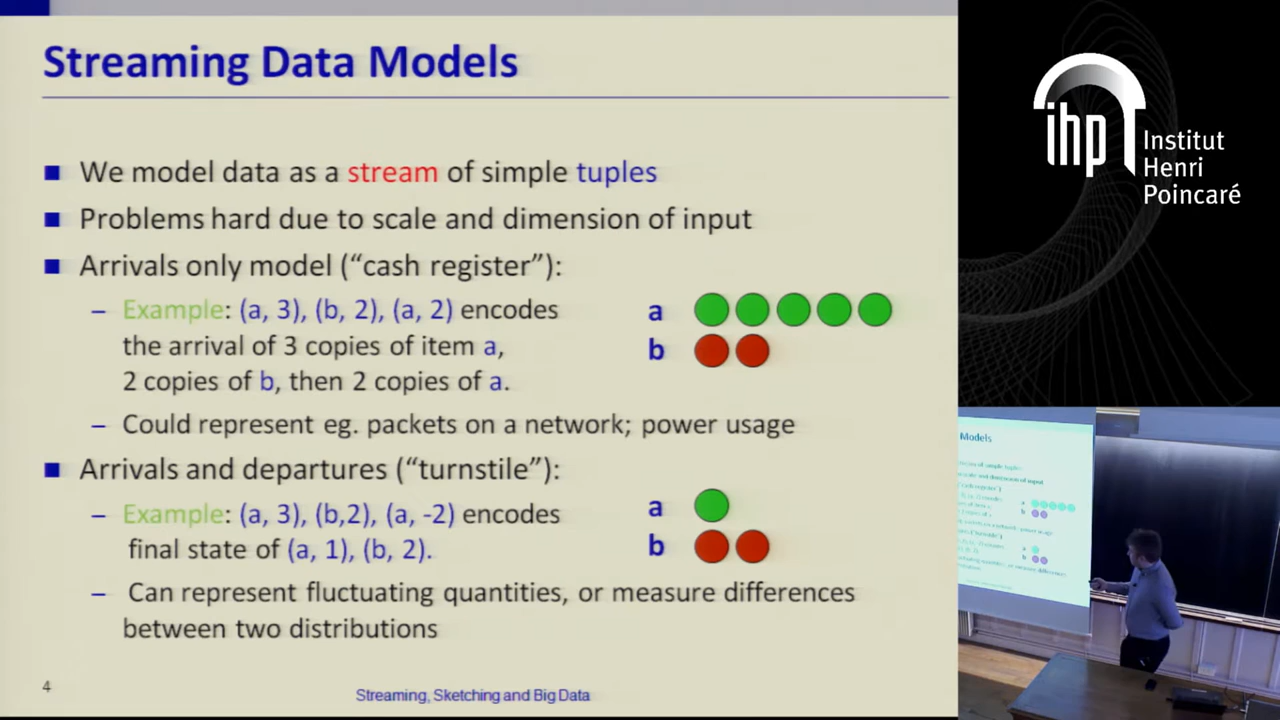 Streaming Data Models
■ We model data as a stream of simple tuples
■ Problems hard due to scale and dimension of input
■ Arrivals only model (“cash register”):
– Example: (a, 3), (b, 2), (a, 2) encodes
the arrival of 3 copies of item a,
2 copies of b, then 2 copies of a.
a
b
– Could represent eg. packets on a network; power usage
■ Arrivals and departures (“turnstile”):
– Example: (a, 3), (b,2), (a, -2) encodes
final state of (a, 1), (b, 2).
a
b
– Can represent fluctuating quantities, or measure differences
between two distributions
4
Streaming, Sketching and Big Data
ihp
Institut
Henri
Poincaré
Models